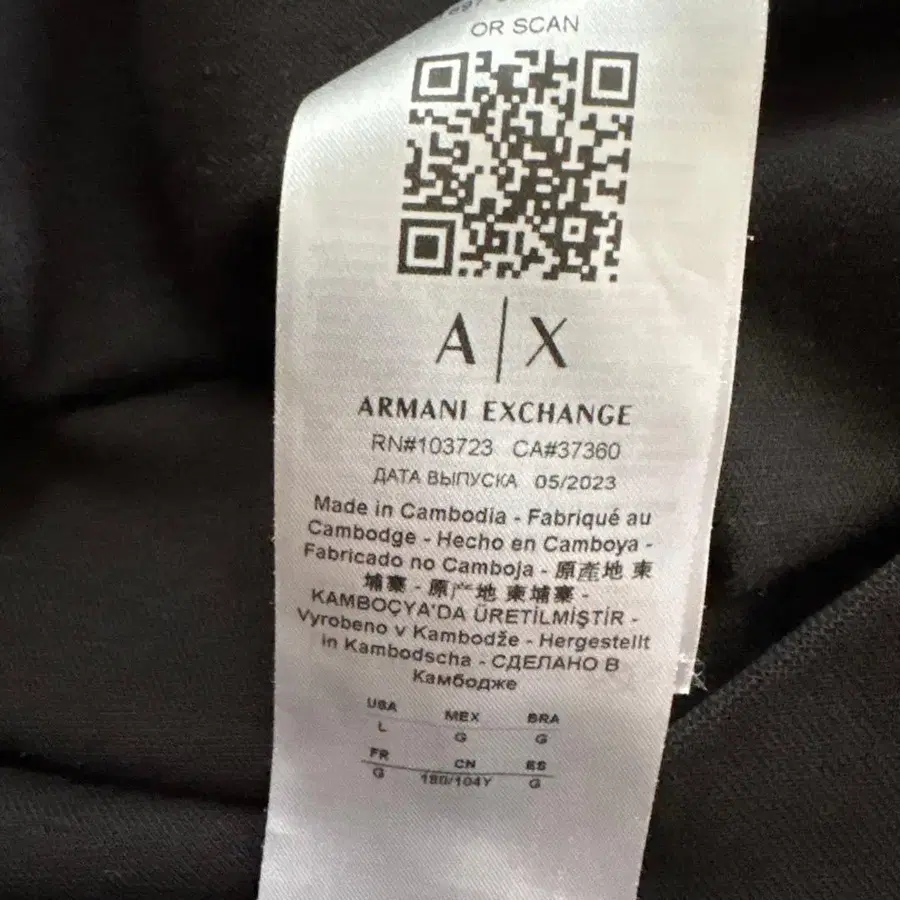 OR SCAN
A|X
ARMANI EXCHANGE
RN#103723 CA#37360
ДАТА ВЫПУСКА 05/2023
Made in Cambodia - Fabriqué au
Cambodge - Hecho en Camboya -
Fabricado no Camboja - 原產地 柬
埔寨 - 原产地 柬埔寨 -
KAMBOÇYA'DA ÜRETİLMİŞTİR -
Vyrobeno v Kambodže - Hergestellt
in Kambodscha - СДЕЛАНО В
Камбодже
USA MEX BRA
L G G
FR CN ES
G 180/104Y G